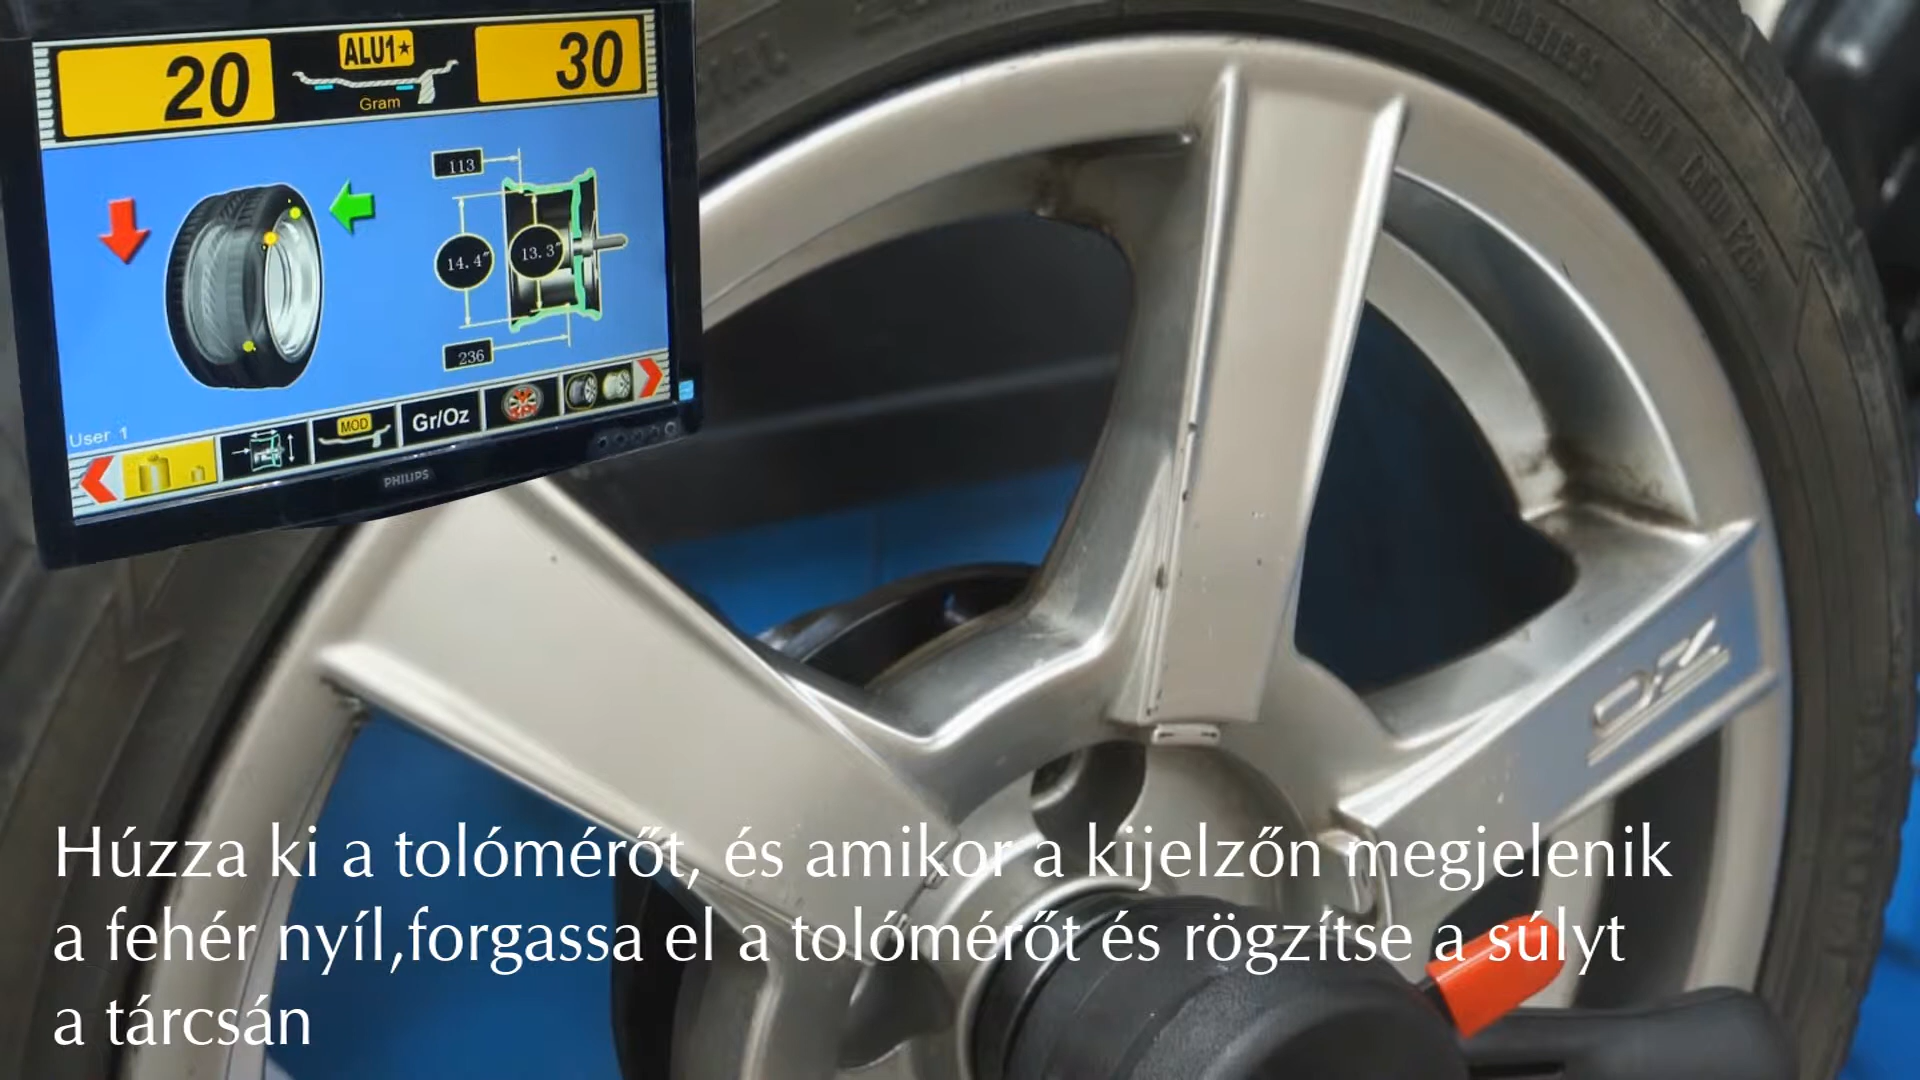 20
ALU1★
30
Gram
113
14.4"
13.3"
236
User 1
MOD
Gr/Oz
PHILIPS
TUBELESS
OZ
Húzza ki a tolómérőt, és amikor a kijelzőn megjelenik
a fehér nyíl,forgassa el a tolómérőt és rögzítse a súlyt
a tárcsán